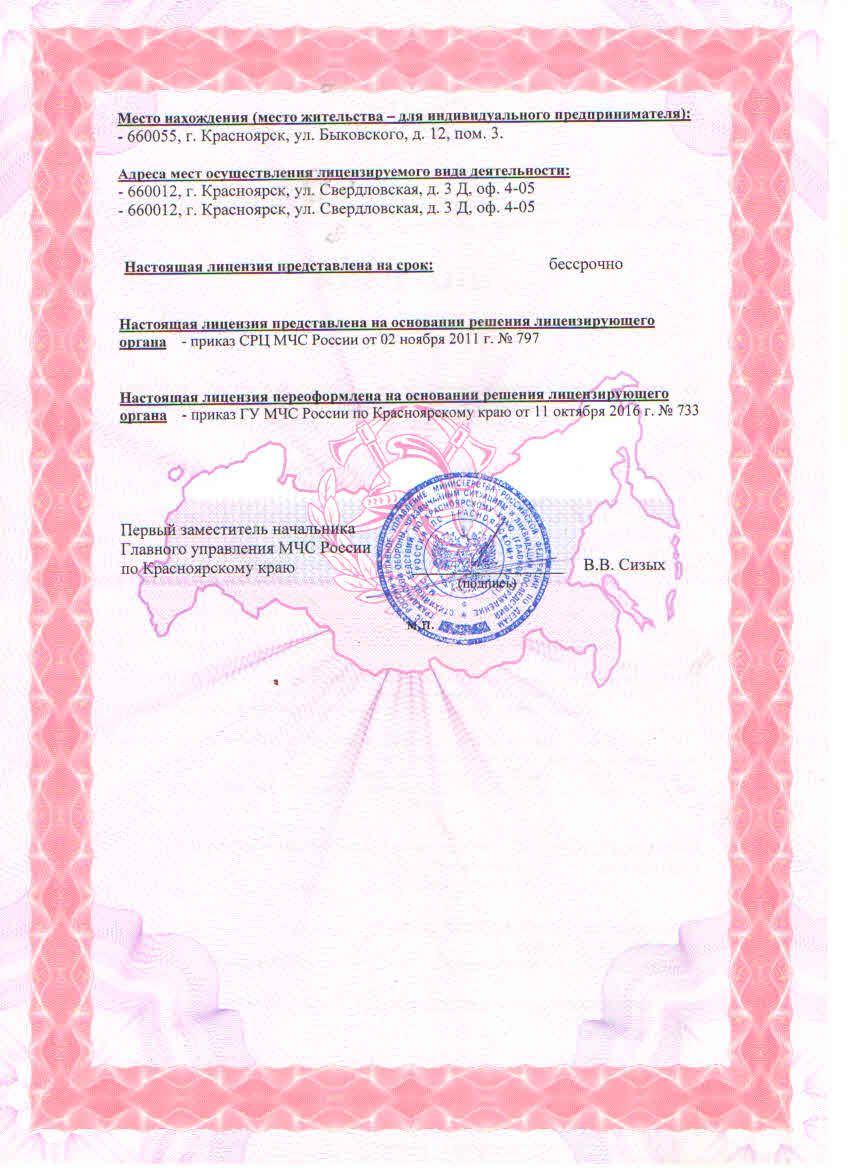 Место нахождения (место жительства – для индивидуального предпринимателя):
- 660055, г. Красноярск, ул. Быковского, д. 12, пом. 3.
Адреса мест осуществления лицензируемого вида деятельности:
- 660012, г. Красноярск, ул. Свердловская, д. 3 Д, оф. 4-05
- 660012, г. Красноярск, ул. Свердловская, д. 3 Д, оф. 4-05
Настоящая лицензия представлена на срок: бессрочно
Настоящая лицензия представлена на основании решения лицензирующего
органа - приказ СРЦ МЧС России от 02 ноября 2011 г. № 797
Настоящая лицензия переоформлена на основании решения лицензирующего
органа - приказ ГУ МЧС России по Красноярскому краю от 11 октября 2016 г. № 733
Первый заместитель начальника
Главного управления МЧС России
по Красноярскому краю В.В. Сизых
(подпись)
м.п.